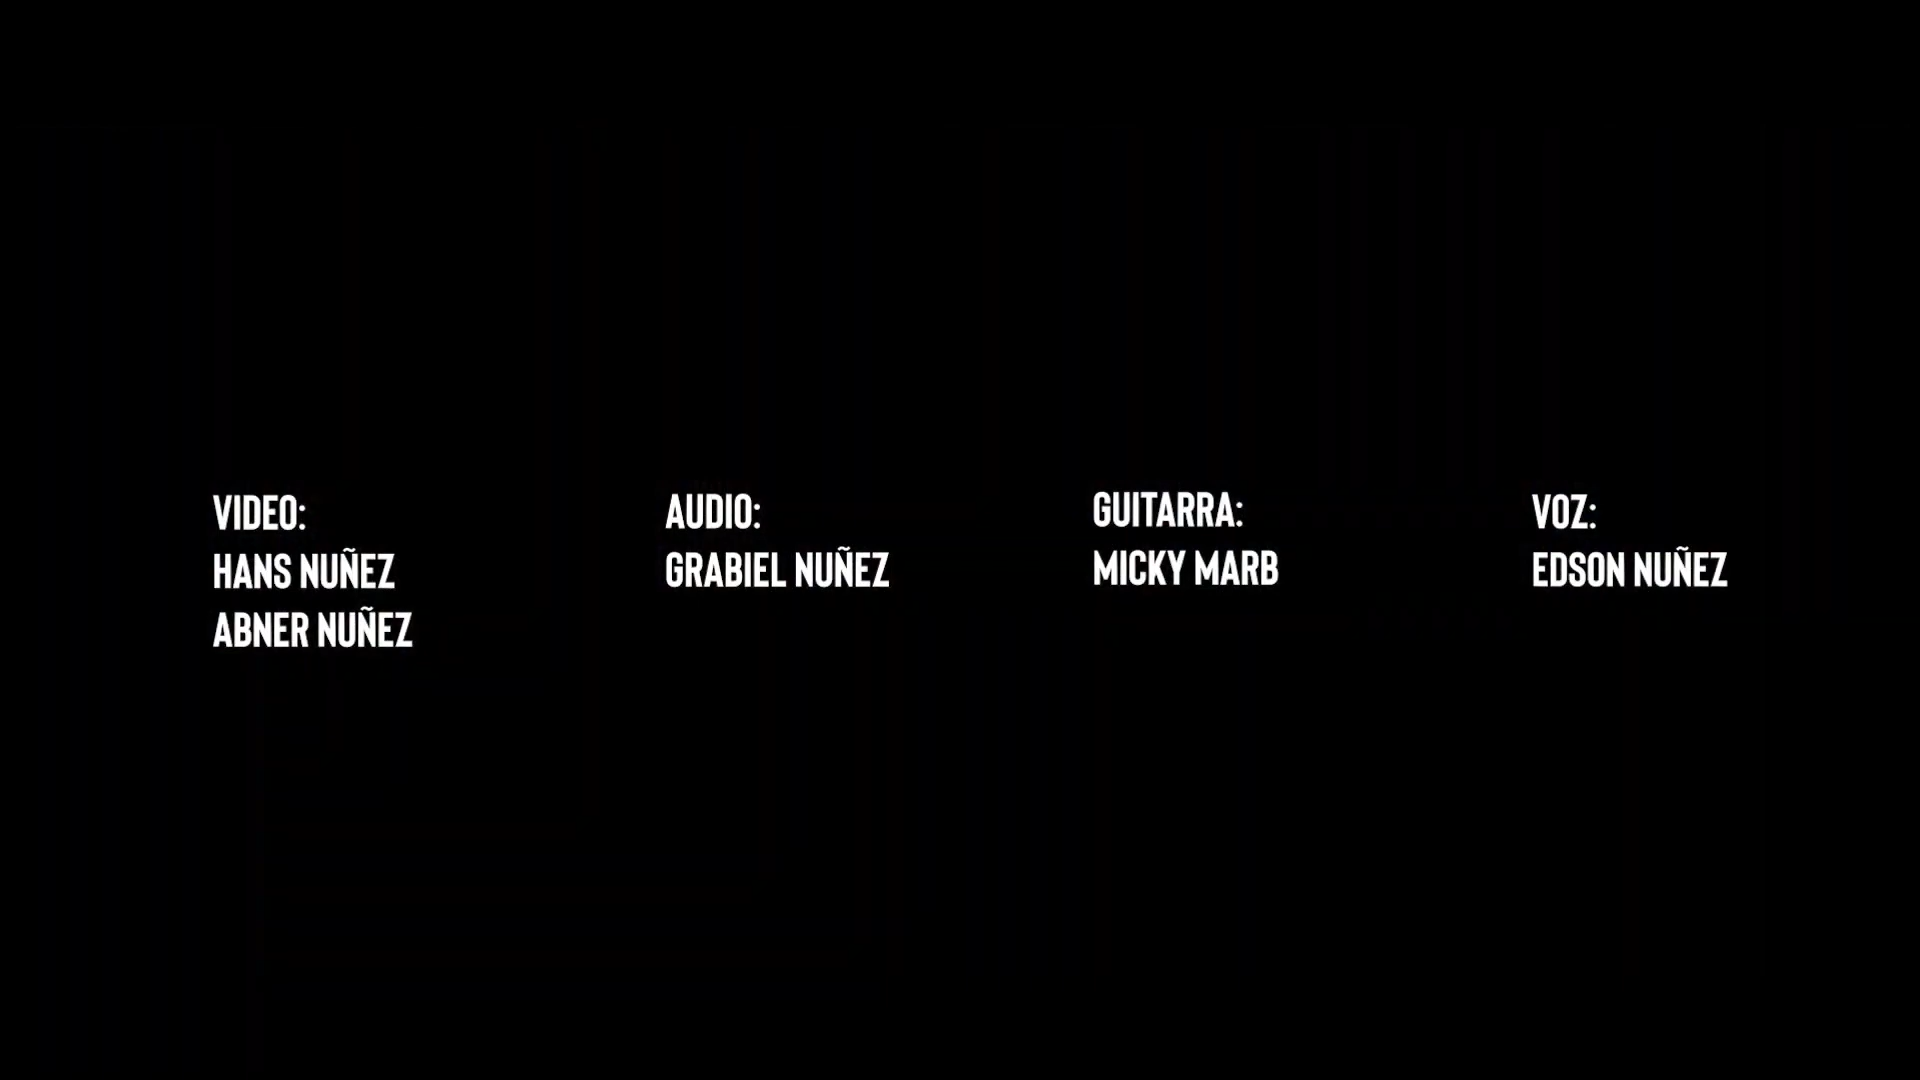 VIDEO:
HANS NUÑEZ
ABNER NUÑEZ
AUDIO:
GRABIEL NUÑEZ
GUITARRA:
MICKY MARB
VOZ:
EDSON NUÑEZ